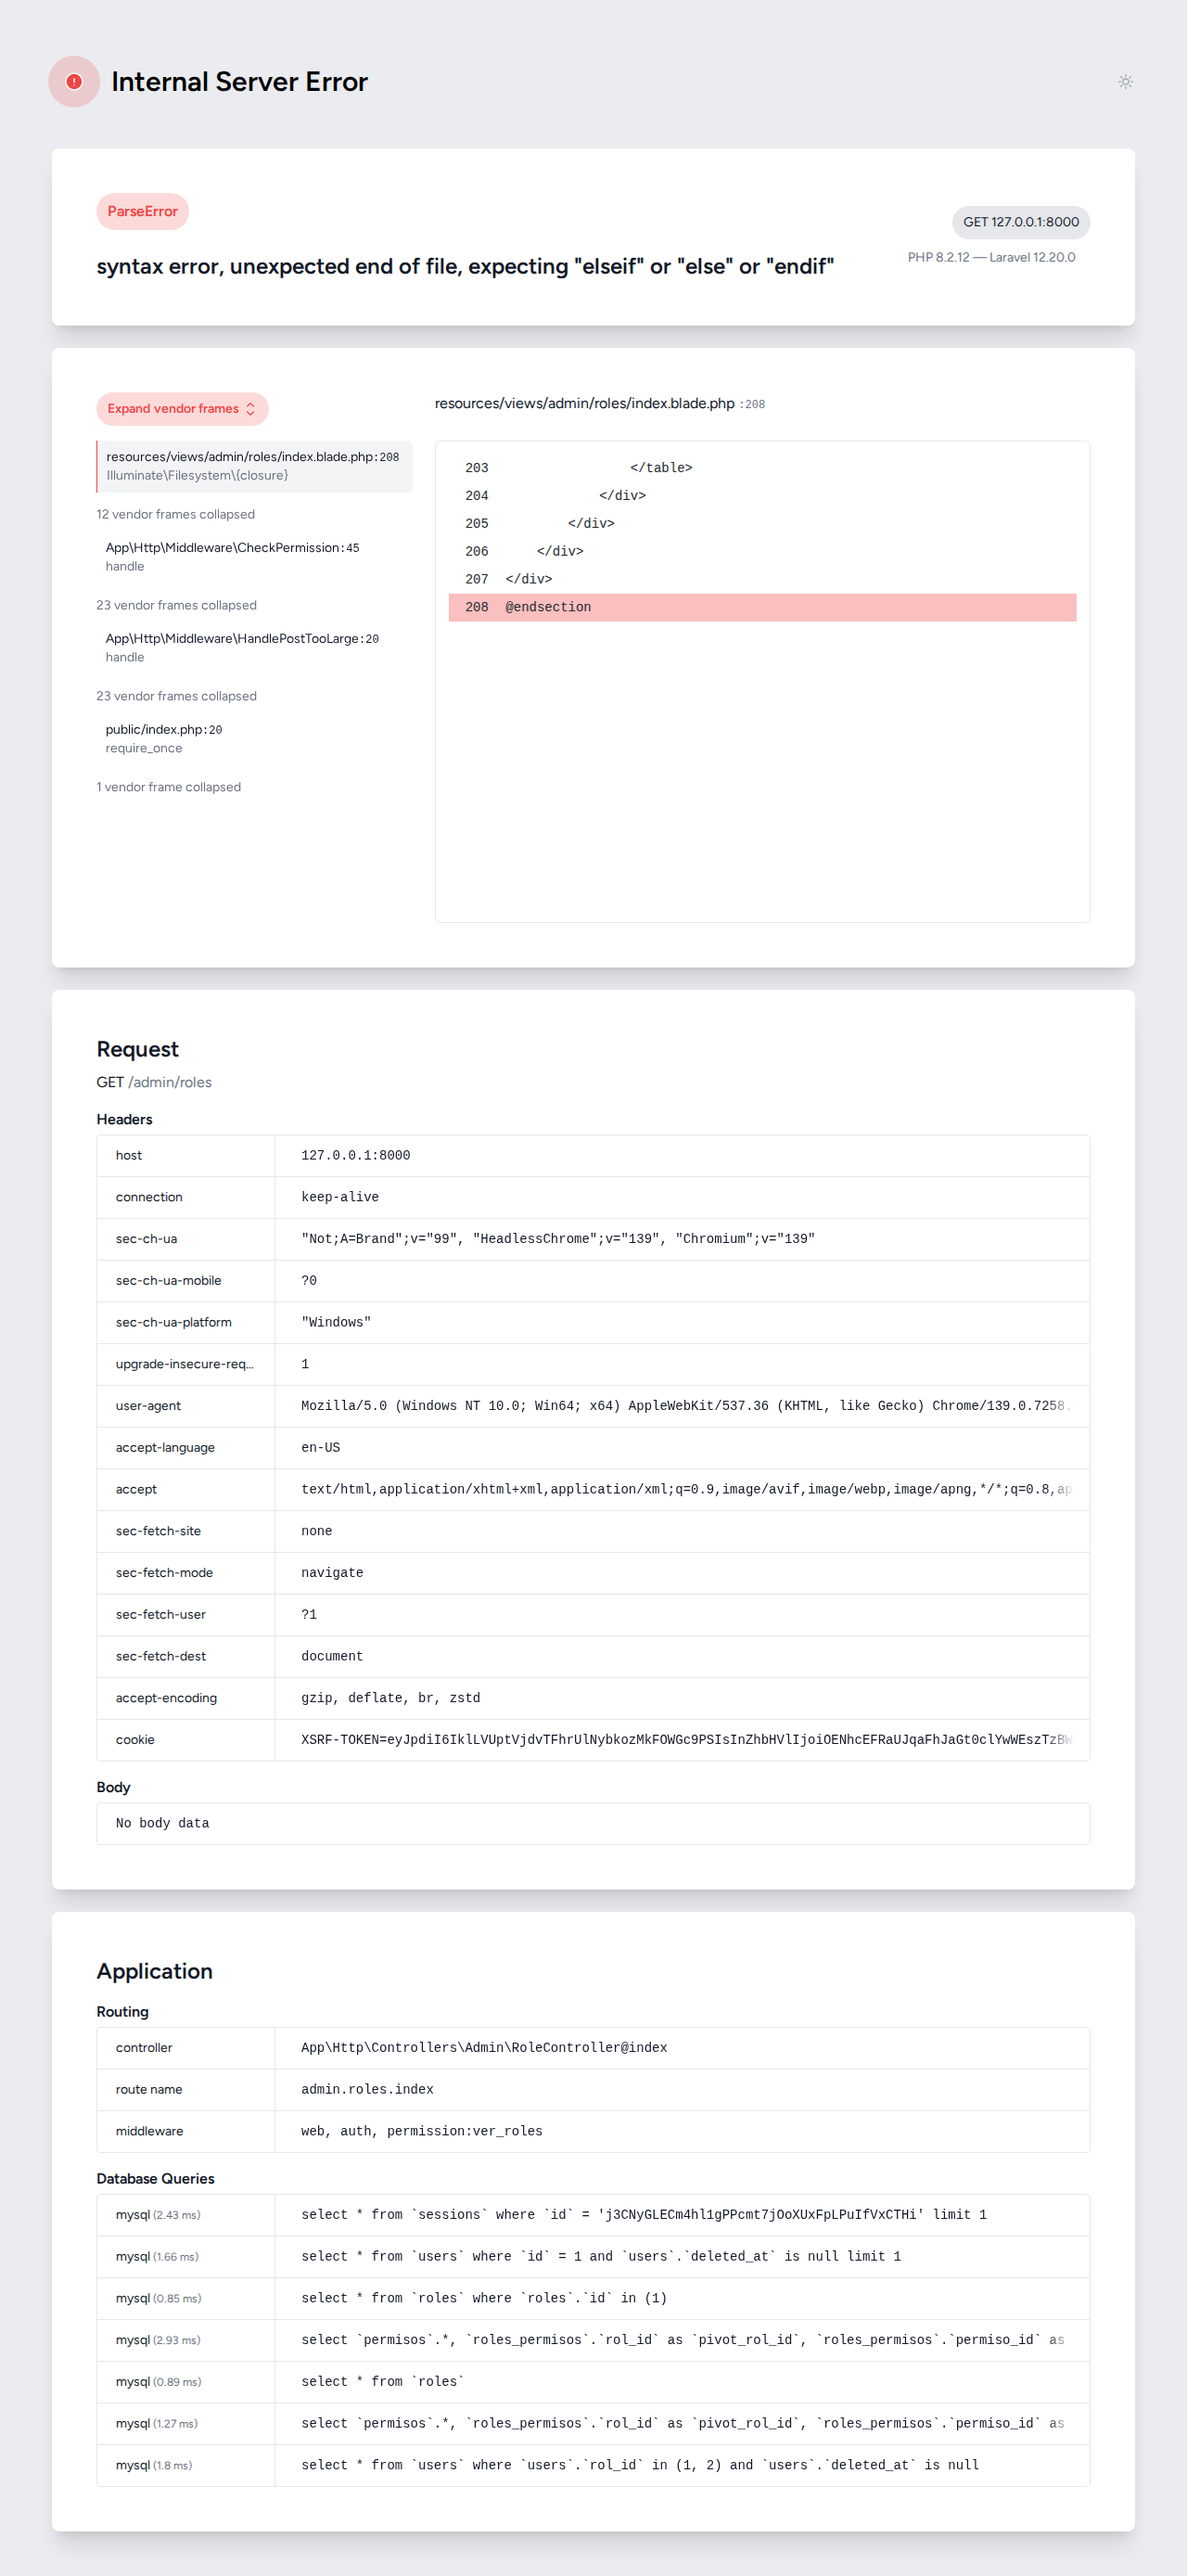 Internal Server Error
ParseError
GET 127.0.0.1:8000
syntax error, unexpected end of file, expecting "elseif" or "else" or "endif"
PHP 8.2.12 — Laravel 12.20.0
Expand vendor frames
resources/views/admin/roles/index.blade.php:208
Illuminate\Filesystem\{closure}
12 vendor frames collapsed
App\Http\Middleware\CheckPermission:45
handle
23 vendor frames collapsed
App\Http\Middleware\HandlePostTooLarge:20
handle
23 vendor frames collapsed
public/index.php:20
require_once
1 vendor frame collapsed
resources/views/admin/roles/index.blade.php :208
203 </table>
204 </div>
205 </div>
206 </div>
207 </div>
208 @endsection
Request
GET /admin/roles
Headers
host 127.0.0.1:8000
connection keep-alive
sec-ch-ua "Not;A=Brand";v="99", "HeadlessChrome";v="139", "Chromium";v="139"
sec-ch-ua-mobile ?0
sec-ch-ua-platform "Windows"
upgrade-insecure-req... 1
user-agent Mozilla/5.0 (Windows NT 10.0; Win64; x64) AppleWebKit/537.36 (KHTML, like Gecko) Chrome/139.0.7258.
accept-language en-US
accept text/html,application/xhtml+xml,application/xml;q=0.9,image/avif,image/webp,image/apng,*/*;q=0.8,ap
sec-fetch-site none
sec-fetch-mode navigate
sec-fetch-user ?1
sec-fetch-dest document
accept-encoding gzip, deflate, br, zstd
cookie XSRF-TOKEN=eyJpdiI6IklLVUptVjdvTFhrUlNybkozMkFOWGc9PSIsInZhbHVlIjoiOENhcEFRaUJqaFhJaGt0clYwWEszTzBW
Body
No body data
Application
Routing
controller App\Http\Controllers\Admin\RoleController@index
route name admin.roles.index
middleware web, auth, permission:ver_roles
Database Queries
mysql (2.43 ms) select * from `sessions` where `id` = 'j3CNyGLECm4hl1gPPcmt7jOoXUxFpLPuIfVxCTHi' limit 1
mysql (1.66 ms) select * from `users` where `id` = 1 and `users`.`deleted_at` is null limit 1
mysql (0.85 ms) select * from `roles` where `roles`.`id` in (1)
mysql (2.93 ms) select `permisos`.*, `roles_permisos`.`rol_id` as `pivot_rol_id`, `roles_permisos`.`permiso_id` as
mysql (0.89 ms) select * from `roles`
mysql (1.27 ms) select `permisos`.*, `roles_permisos`.`rol_id` as `pivot_rol_id`, `roles_permisos`.`permiso_id` as
mysql (1.8 ms) select * from `users` where `users`.`rol_id` in (1, 2) and `users`.`deleted_at` is null